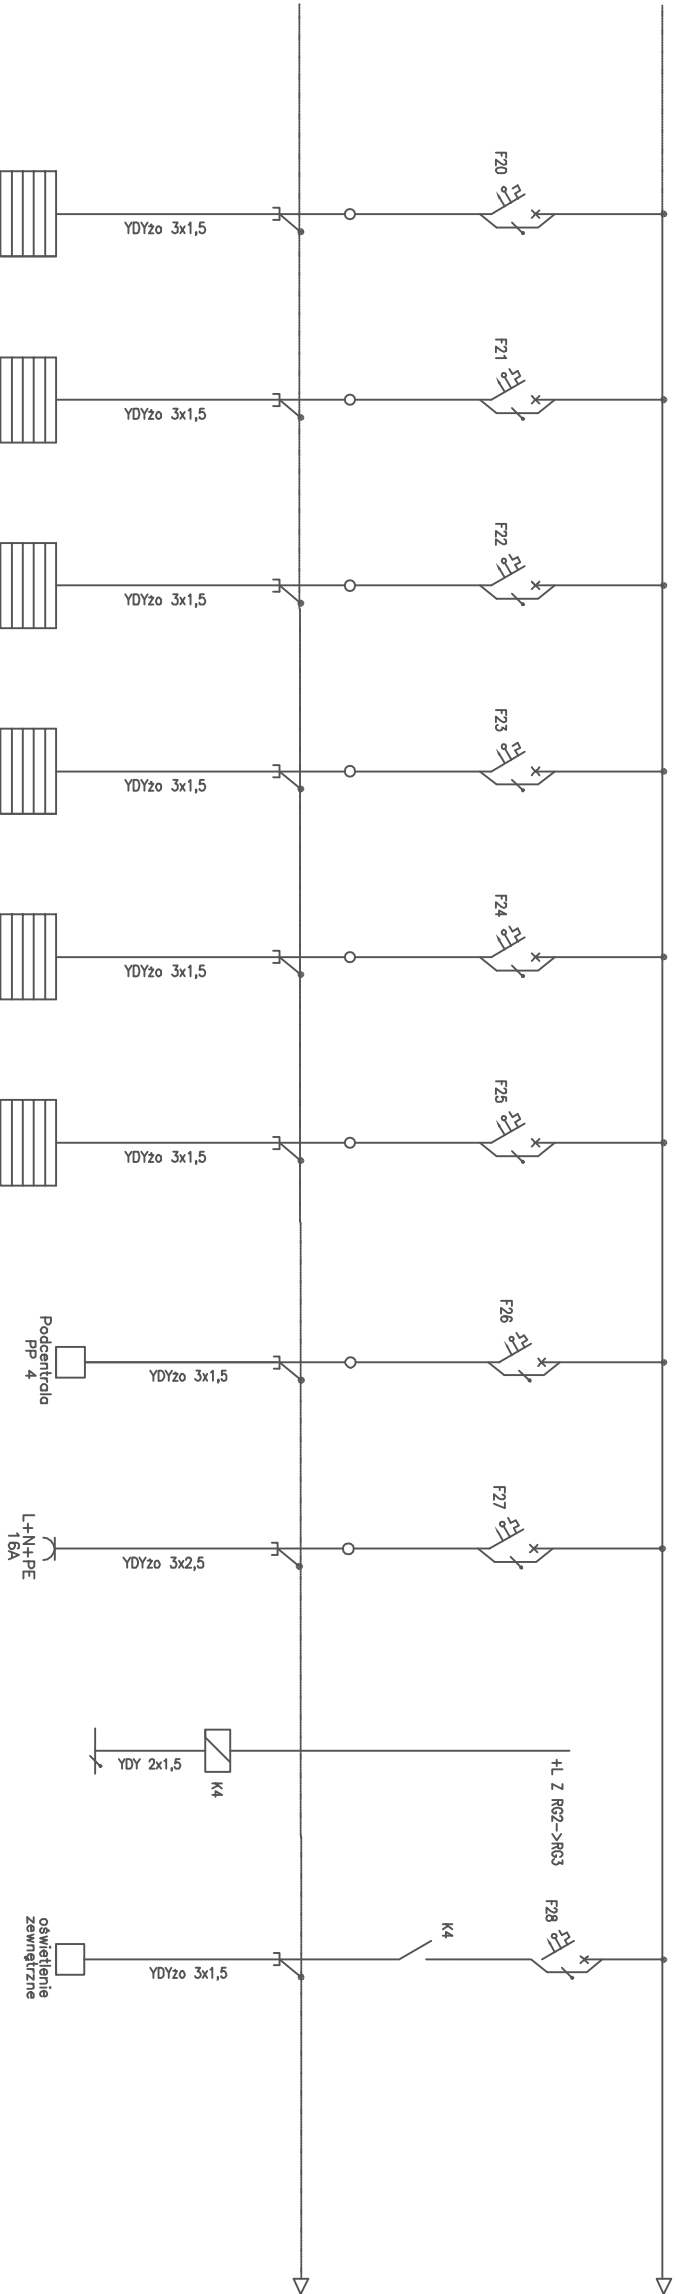 F20
YDYżo 3x1,5
F21
YDYżo 3x1,5
F22
YDYżo 3x1,5
F23
YDYżo 3x1,5
F24
YDYżo 3x1,5
F25
YDYżo 3x1,5
F26
Podcentrala
PP 4
YDYżo 3x1,5
F27
L+N+PE
16A
YDYżo 3x2,5
+L Z RG2->RG3
YDY 2x1,5
K4
F28
K4
oświetlenie
zewnętrzne
YDYżo 3x1,5